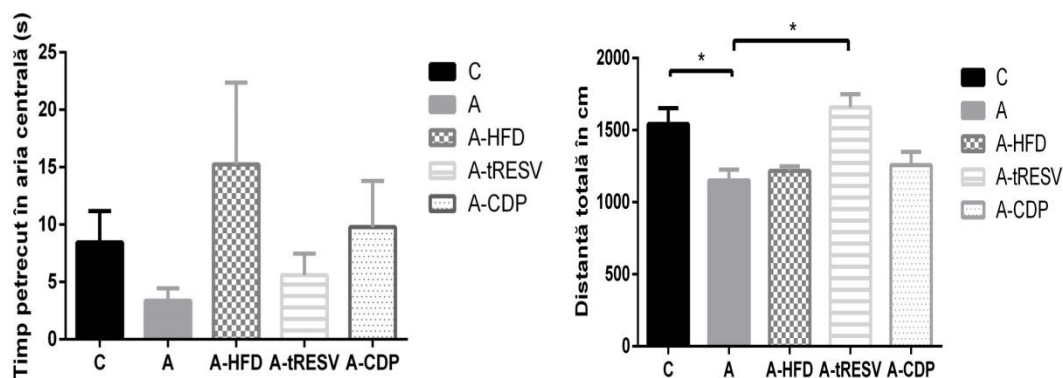 Timp petrecut în aria centrală (s)
25
20
15
10
5
0
C
A
A-HFD
A-tRESV
A-CDP
C
A
A-HFD
A-tRESV
A-CDP
Distantă totală în cm
2000
1500
1000
500
0
*
*
C
A
A-HFD
A-tRESV
A-CDP
C
A
A-HFD
A-tRESV
A-CDP